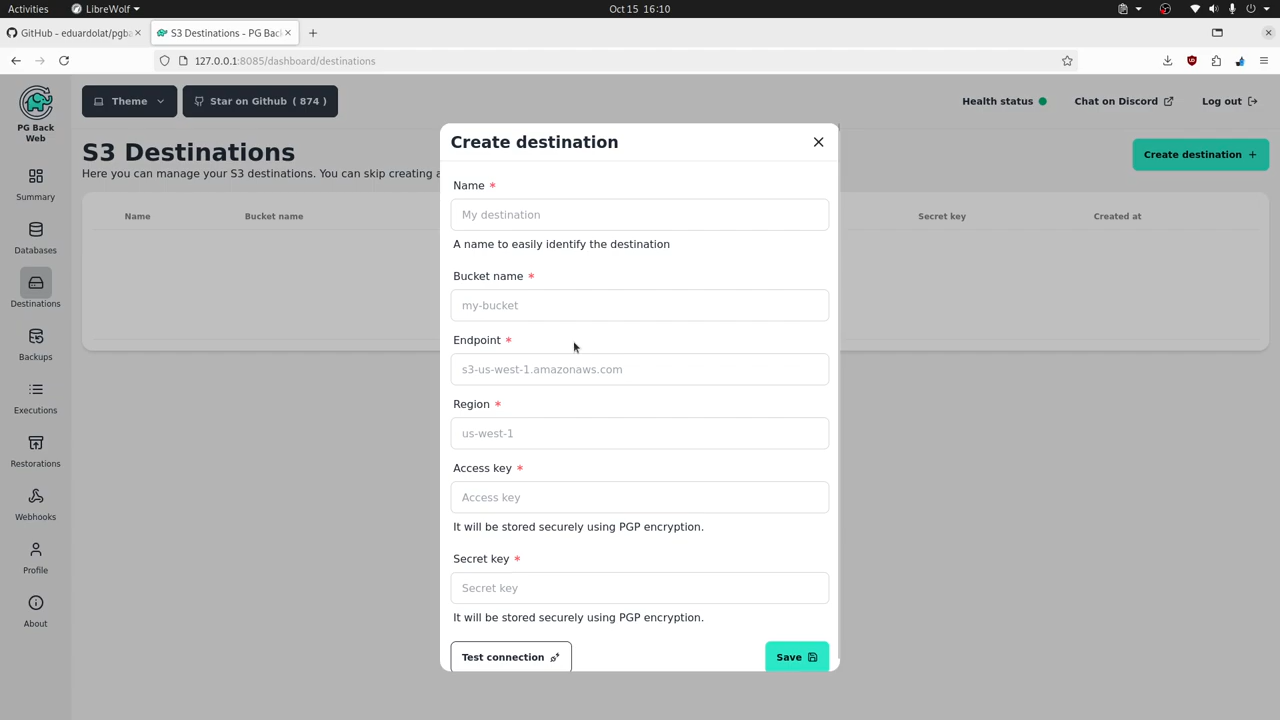 Activities
LibreWolf
Oct 15 16:10
GitHub - eduardolat/pgba
S3 Destinations - PG Back
127.0.0.1:8085/dashboard/destinations
PG Back
Web
Theme
Star on Github ( 874 )
Health status
Chat on Discord
Log out
S3 Destinations
Here you can manage your S3 destinations. You can skip creating a
Create destination +
Name
Bucket name
Secret key
Created at
Summary
Databases
Destinations
Backups
Executions
Restorations
Webhooks
Profile
About
Create destination
Name *
My destination
A name to easily identify the destination
Bucket name *
my-bucket
Endpoint *
s3-us-west-1.amazonaws.com
Region *
us-west-1
Access key *
Access key
It will be stored securely using PGP encryption.
Secret key *
Secret key
It will be stored securely using PGP encryption.
Test connection
Save